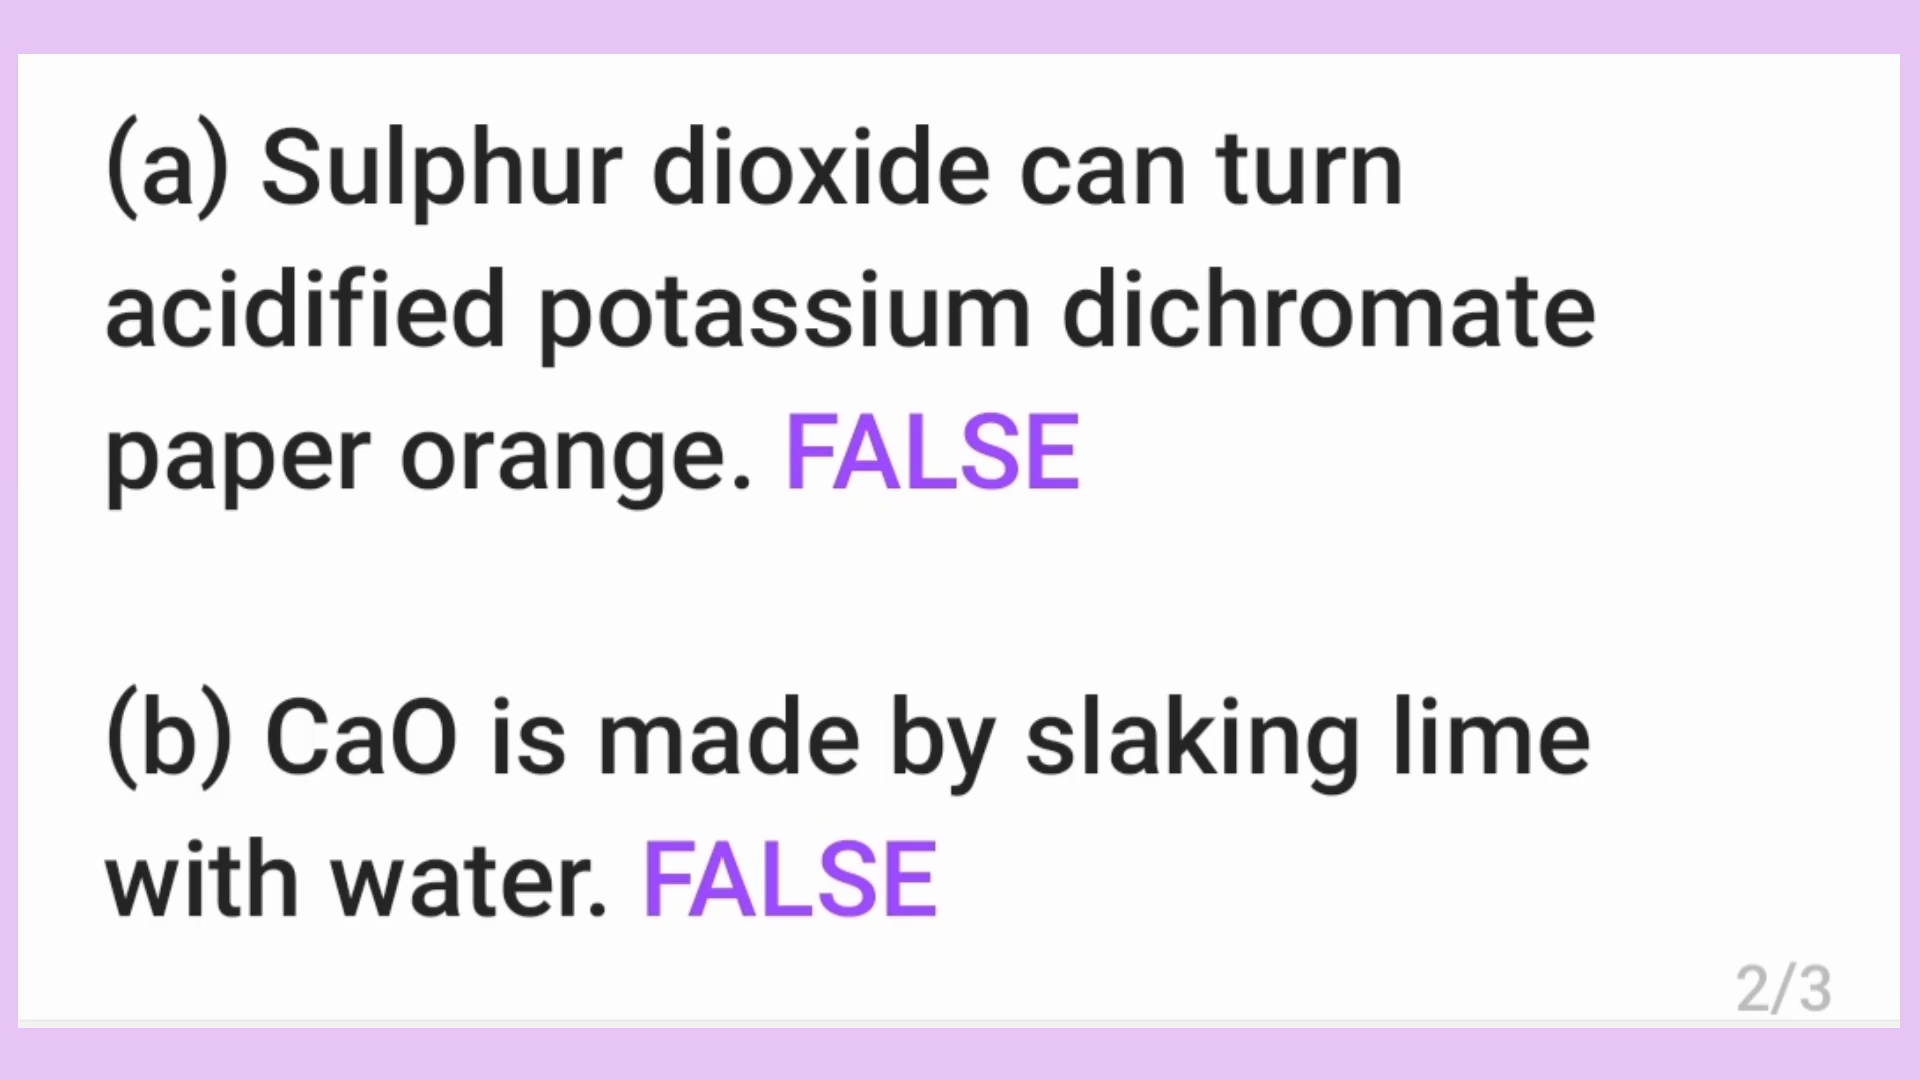 (a) Sulphur dioxide can turn
acidified potassium dichromate
paper orange. FALSE
(b) CaO is made by slaking lime
with water. FALSE
2/3